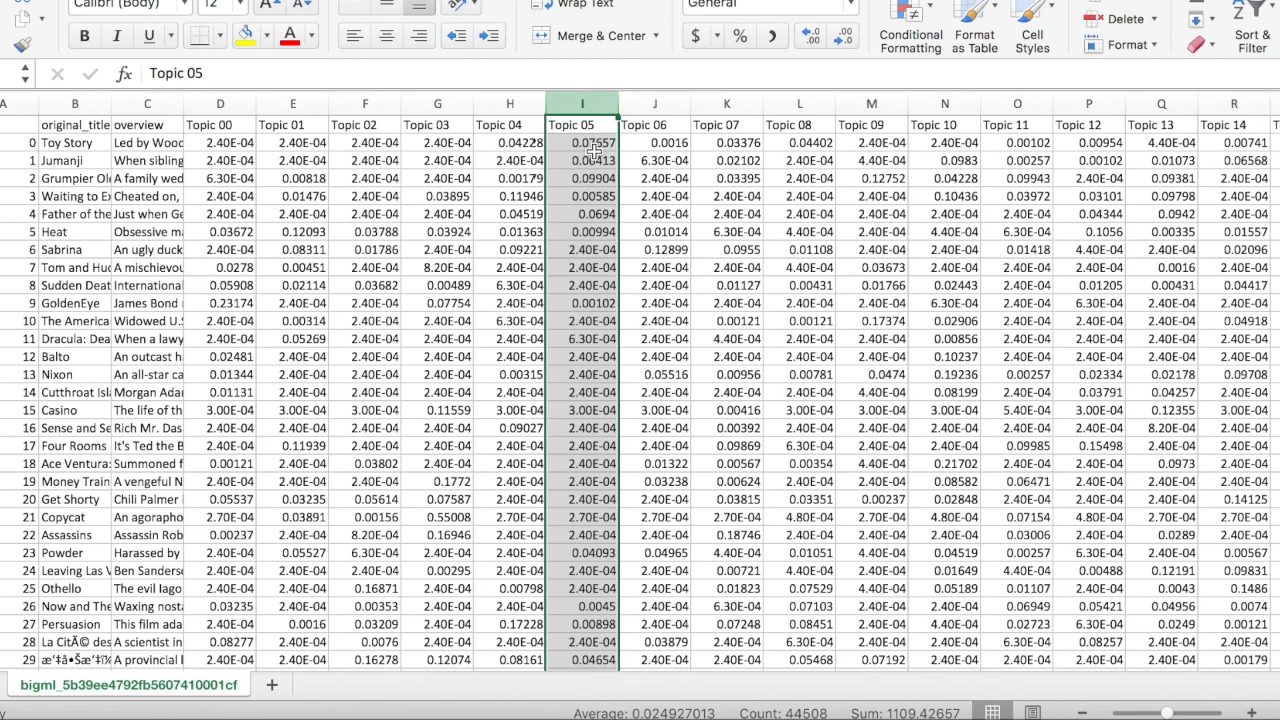 Calibri (Body) 12 A A Wrap Text General
B I U A Merge & Center $ % Conditional Formatting Format as Table Cell Styles Delete Format Sort & Filter
fx Topic 05
A B C D E F G H I J K L M N O P Q R
original_title overview Topic 00 Topic 01 Topic 02 Topic 03 Topic 04 Topic 05 Topic 06 Topic 07 Topic 08 Topic 09 Topic 10 Topic 11 Topic 12 Topic 13 Topic 14
0 Toy Story Led by Wood 2.40E-04 2.40E-04 2.40E-04 2.40E-04 0.04228 0.07557 0.0016 0.03376 0.04402 2.40E-04 2.40E-04 0.00102 0.00954 4.40E-04 0.00741
1 Jumanji When sibling 2.40E-04 2.40E-04 2.40E-04 2.40E-04 2.40E-04 6.30E-04 0.02102 2.40E-04 4.40E-04 0.0983 0.00257 0.00102 0.01073 0.06568
2 Grumpier Ol A family wed 6.30E-04 0.00818 2.40E-04 2.40E-04 0.00179 0.09904 2.40E-04 0.03395 2.40E-04 0.12752 0.04228 0.09943 2.40E-04 0.09381 2.40E-04
3 Waiting to Ex Cheated on, 2.40E-04 0.01476 2.40E-04 0.03895 0.11946 0.00585 2.40E-04 2.40E-04 2.40E-04 2.40E-04 0.10436 0.03972 0.03101 0.09798 2.40E-04
4 Father of the Just when Ge 2.40E-04 2.40E-04 2.40E-04 2.40E-04 0.04519 0.0694 2.40E-04 2.40E-04 2.40E-04 2.40E-04 2.40E-04 2.40E-04 0.04344 0.0942 2.40E-04
5 Heat Obsessive ma 0.03672 0.12093 0.03788 0.03924 0.01363 0.00994 0.01014 6.30E-04 4.40E-04 2.40E-04 4.40E-04 6.30E-04 0.1056 0.00335 0.01557
6 Sabrina An ugly duck 2.40E-04 0.08311 0.01786 2.40E-04 0.09221 2.40E-04 0.12899 0.0955 0.01108 2.40E-04 2.40E-04 0.01418 4.40E-04 2.40E-04 0.02096
7 Tom and Huc A mischievou 0.0278 0.00451 2.40E-04 8.20E-04 2.40E-04 2.40E-04 2.40E-04 2.40E-04 4.40E-04 0.03673 2.40E-04 2.40E-04 2.40E-04 0.0016 2.40E-04
8 Sudden Deat International 0.05908 0.02114 0.03682 0.00489 6.30E-04 2.40E-04 2.40E-04 0.01127 0.00431 0.01766 0.02443 2.40E-04 0.01205 0.00431 0.04417
9 GoldenEye James Bond 0.23174 2.40E-04 2.40E-04 0.07754 2.40E-04 0.00102 2.40E-04 2.40E-04 2.40E-04 2.40E-04 6.30E-04 2.40E-04 6.30E-04 2.40E-04 2.40E-04
10 The America Widowed U.S 2.40E-04 0.00314 2.40E-04 2.40E-04 6.30E-04 2.40E-04 2.40E-04 0.00121 0.00121 0.17374 0.02906 2.40E-04 2.40E-04 2.40E-04 0.04918
11 Dracula: Dea When a lawy 2.40E-04 0.05269 2.40E-04 2.40E-04 2.40E-04 6.30E-04 2.40E-04 4.40E-04 2.40E-04 2.40E-04 0.00856 2.40E-04 2.40E-04 2.40E-04 2.40E-04
12 Balto An outcast h 0.02481 2.40E-04 2.40E-04 2.40E-04 2.40E-04 2.40E-04 2.40E-04 2.40E-04 2.40E-04 2.40E-04 0.10237 2.40E-04 2.40E-04 2.40E-04 2.40E-04
13 Nixon An all-star ca 0.01344 2.40E-04 2.40E-04 2.40E-04 0.00315 2.40E-04 0.05516 0.00956 0.00781 0.0474 0.19236 0.00257 0.02334 0.02178 0.09708
14 Cutthroat Isl Morgan Adar 0.01131 2.40E-04 2.40E-04 2.40E-04 2.40E-04 2.40E-04 2.40E-04 2.40E-04 2.40E-04 4.40E-04 0.08199 2.40E-04 0.03791 0.04257 2.40E-04
15 Casino The life of th 3.00E-04 3.00E-04 3.00E-04 0.11559 3.00E-04 3.00E-04 3.00E-04 0.00416 3.00E-04 3.00E-04 3.00E-04 5.40E-04 3.00E-04 0.12355 3.00E-04
16 Sense and Se Rich Mr. Das 2.40E-04 2.40E-04 2.40E-04 2.40E-04 0.09027 2.40E-04 2.40E-04 0.00392 2.40E-04 2.40E-04 2.40E-04 2.40E-04 2.40E-04 8.20E-04 2.40E-04
17 Four Rooms It's Ted the B 2.40E-04 0.11939 2.40E-04 2.40E-04 2.40E-04 2.40E-04 2.40E-04 0.09869 6.30E-04 2.40E-04 2.40E-04 0.09985 0.15498 2.40E-04 2.40E-04
18 Ace Ventura: Summoned f 0.00121 2.40E-04 0.03802 2.40E-04 2.40E-04 2.40E-04 0.01322 0.00567 0.00354 4.40E-04 0.21702 2.40E-04 2.40E-04 0.0973 2.40E-04
19 Money Train A vengeful N 2.40E-04 2.40E-04 2.40E-04 0.1772 2.40E-04 2.40E-04 0.03238 0.00624 2.40E-04 2.40E-04 0.08582 0.06471 2.40E-04 2.40E-04 2.40E-04
20 Get Shorty Chili Palmer i 0.05537 0.03235 0.05614 0.07587 2.40E-04 2.40E-04 2.40E-04 0.03815 0.03351 0.00237 0.02848 2.40E-04 2.40E-04 2.40E-04 0.14125
21 Copycat An agorapho 2.70E-04 0.03891 0.00156 0.55008 2.70E-04 2.70E-04 2.70E-04 2.70E-04 4.80E-04 2.70E-04 4.80E-04 0.07154 4.80E-04 2.70E-04 2.70E-04
22 Assassins Assassin Rob 0.00237 2.40E-04 8.20E-04 0.16946 2.40E-04 2.40E-04 2.40E-04 0.18746 2.40E-04 2.40E-04 2.40E-04 0.03006 2.40E-04 0.0289 2.40E-04
23 Powder Harassed by 2.40E-04 0.05527 6.30E-04 2.40E-04 2.40E-04 0.04093 0.04965 4.40E-04 0.01051 4.40E-04 0.04519 0.00257 6.30E-04 2.40E-04 0.00567
24 Leaving Las V Ben Sanderso 2.40E-04 2.40E-04 2.40E-04 0.00295 2.40E-04 2.40E-04 2.40E-04 0.00721 4.40E-04 2.40E-04 0.01649 4.40E-04 0.00488 0.12191 0.09831
25 Othello The evil Iago 2.40E-04 2.40E-04 0.16871 2.40E-04 0.00798 2.40E-04 2.40E-04 0.01823 0.07529 4.40E-04 0.05189 0.01107 2.40E-04 0.0043 0.1486
26 Now and The Waxing nosta 0.03235 2.40E-04 0.00353 2.40E-04 2.40E-04 0.0045 2.40E-04 6.30E-04 0.07103 2.40E-04 2.40E-04 0.06949 0.05421 0.04956 0.0074
27 Persuasion This film ada 2.40E-04 0.0016 0.03209 2.40E-04 0.17228 0.00898 2.40E-04 0.07248 0.08451 2.40E-04 4.40E-04 0.02723 6.30E-04 0.0249 0.00121
28 La CitÃ© des A scientist in 0.08277 2.40E-04 0.0076 2.40E-04 2.40E-04 2.40E-04 0.03879 2.40E-04 6.30E-04 2.40E-04 2.40E-04 6.30E-04 0.08257 2.40E-04 2.40E-04
29 A provincial 2.40E-04 2.40E-04 0.16278 0.12074 0.08161 0.04654 2.40E-04 2.40E-04 0.05468 0.07192 2.40E-04 2.40E-04 2.40E-04 2.40E-04 0.00179
bigml_5b39ee4792fb5607410001cf +
Average: 0.024927013 Count: 44508 Sum: 1109.42657